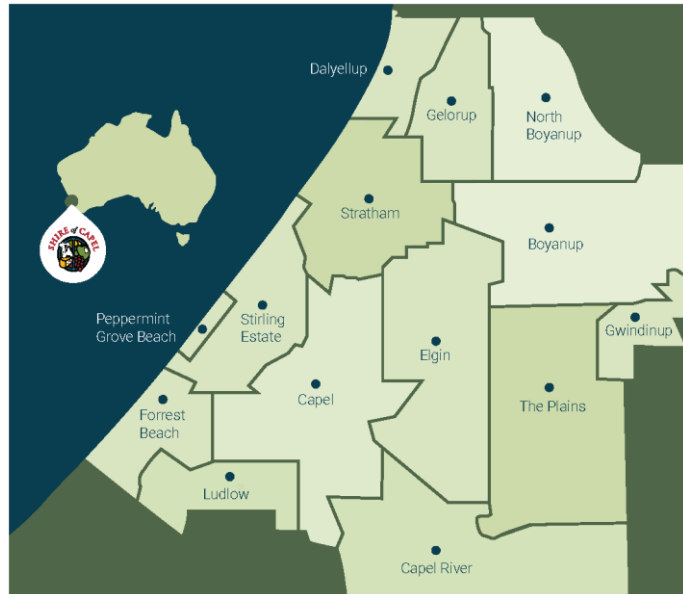 Dalyellup
Gelorup
North
Boyanup
Stratham
Boyanup
SHIRE of CAPEL
Peppermint
Grove Beach
Stirling
Estate
Elgin
Gwindinup
Forrest
Beach
Capel
The Plains
Ludlow
Capel River